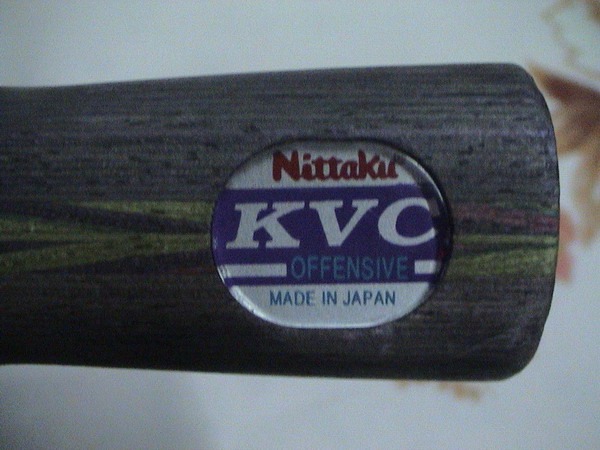 Nittaku
KVC
OFFENSIVE
MADE IN JAPAN